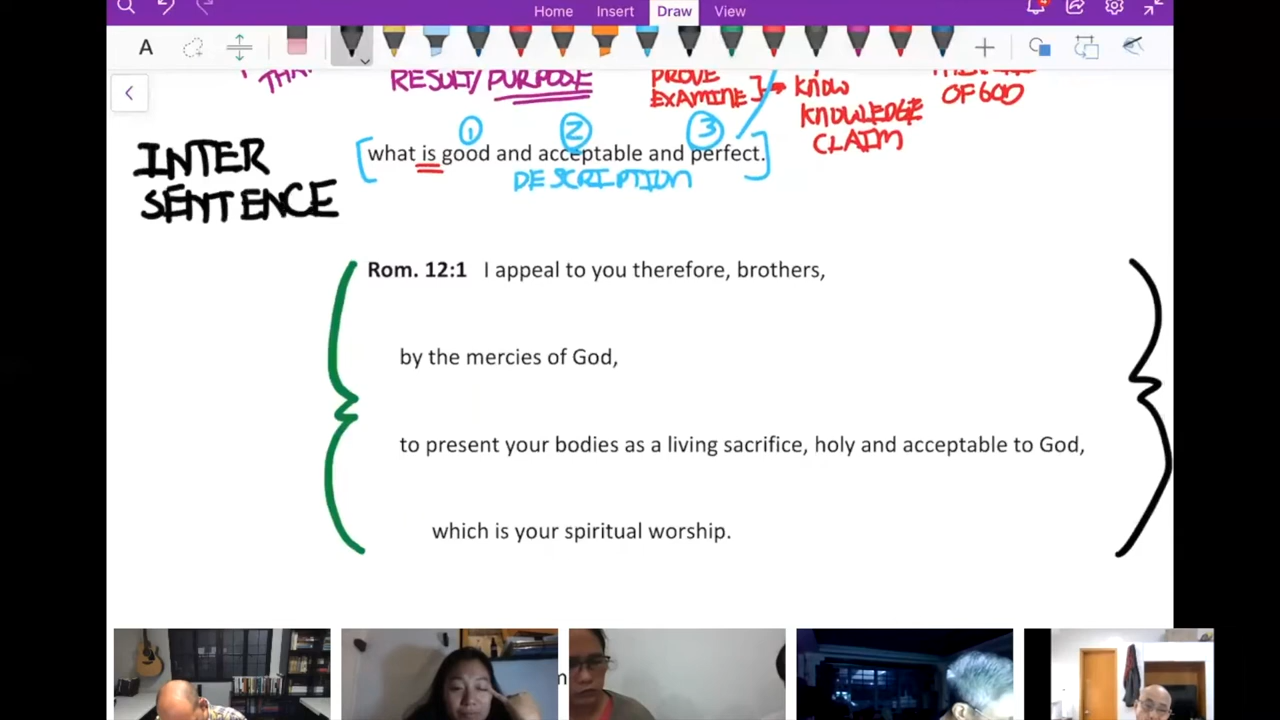 Home Insert Draw View
A
THA
RESULT/PURPOSE
PROVE
EXAMINE
KNOW
KNOWLEDGE
CLAIM
OF GOD
1 2 3
[what is good and acceptable and perfect.]
DESCRIPTION
INTER
SENTENCE
Rom. 12:1 I appeal to you therefore, brothers,
by the mercies of God,
to present your bodies as a living sacrifice, holy and acceptable to God,
which is your spiritual worship.